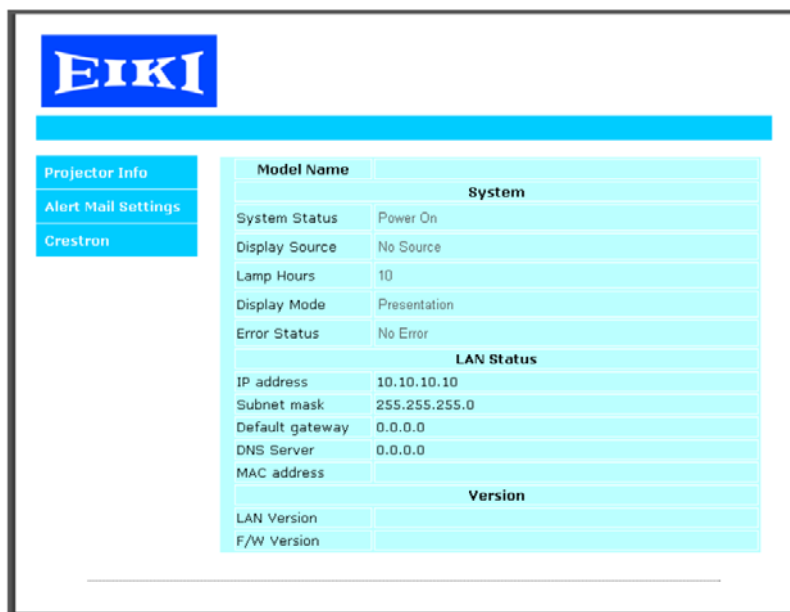 EIKI
Projector Info
Alert Mail Settings
Crestron
Model Name
System
System Status Power On
Display Source No Source
Lamp Hours 10
Display Mode Presentation
Error Status No Error
LAN Status
IP address 10.10.10.10
Subnet mask 255.255.255.0
Default gateway 0.0.0.0
DNS Server 0.0.0.0
MAC address
Version
LAN Version
F/W Version